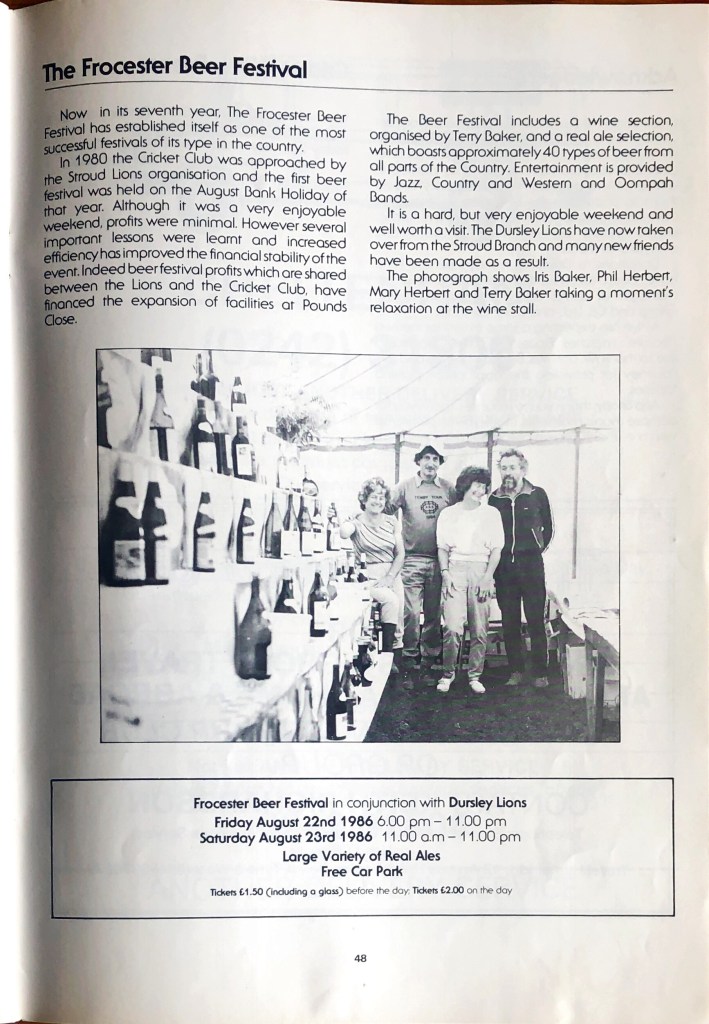 The Frocester Beer Festival
Now in its seventh year, The Frocester Beer
Festival has established itself as one of the most
successful festivals of its type in the country.
In 1980 the Cricket Club was approached by
the Stroud Lions organisation and the first beer
festival was held on the August Bank Holiday of
that year. Although it was a very enjoyable
weekend, profits were minimal. However several
important lessons were learnt and increased
efficiency has improved the financial stability of the
event. Indeed beer festival profits which are shared
between the Lions and the Cricket Club, have
financed the expansion of facilities at Pounds
Close.
The Beer Festival includes a wine section,
organised by Terry Baker, and a real ale selection,
which boasts approximately 40 types of beer from
all parts of the Country. Entertainment is provided
by Jazz, Country and Western and Oompah
Bands.
It is a hard, but very enjoyable weekend and
well worth a visit. The Dursley Lions have now taken
over from the Stroud Branch and many new friends
have been made as a result.
The photograph shows Iris Baker, Phil Herbert,
Mary Herbert and Terry Baker taking a moment's
relaxation at the wine stall.
Frocester Beer Festival in conjunction with Dursley Lions
Friday August 22nd 1986 6.00 pm – 11.00 pm
Saturday August 23rd 1986 11.00 a.m – 11.00 pm
Large Variety of Real Ales
Free Car Park
Tickets £1.50 (including a glass) before the day; Tickets £2.00 on the day
48